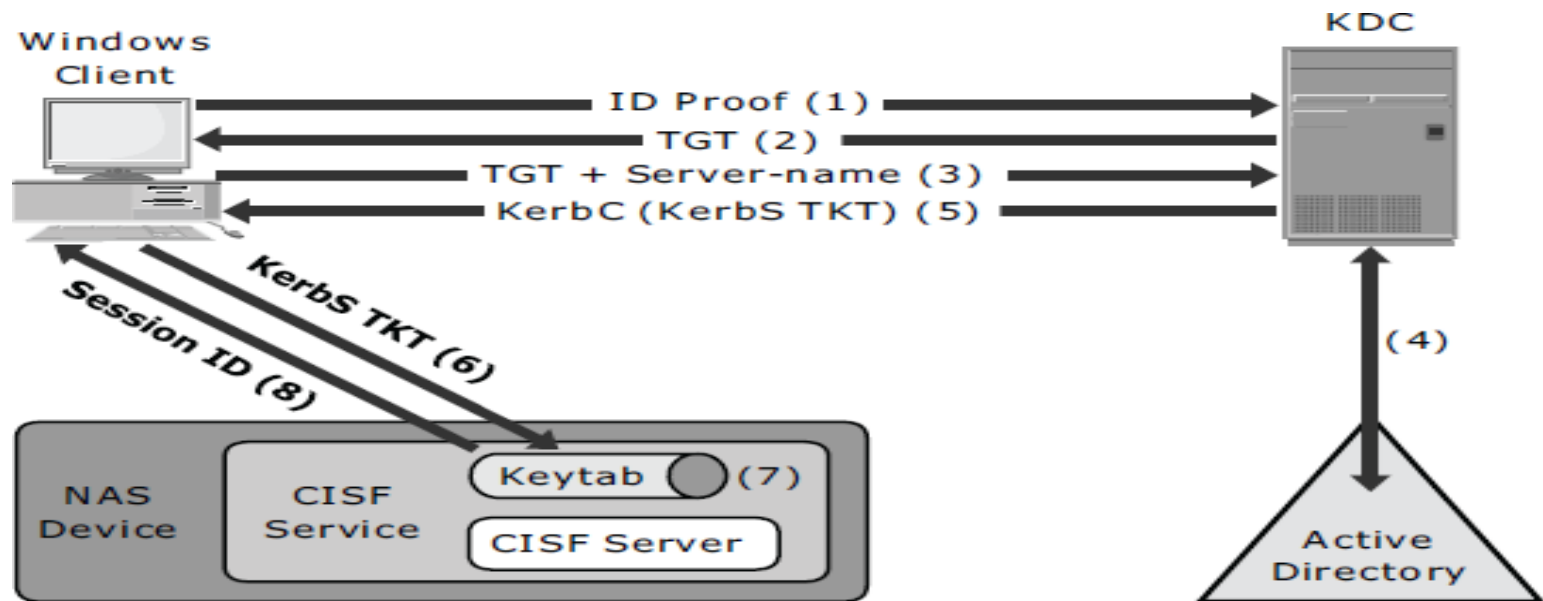 Windows
Client
KDC
ID Proof (1)
TGT (2)
TGT + Server-name (3)
KerbC (KerbS TKT) (5)
KerbS TKT (6)
Session ID (8)
(4)
NAS
Device
CISF
Service
Keytab
(7)
CISF Server
Active
Directory